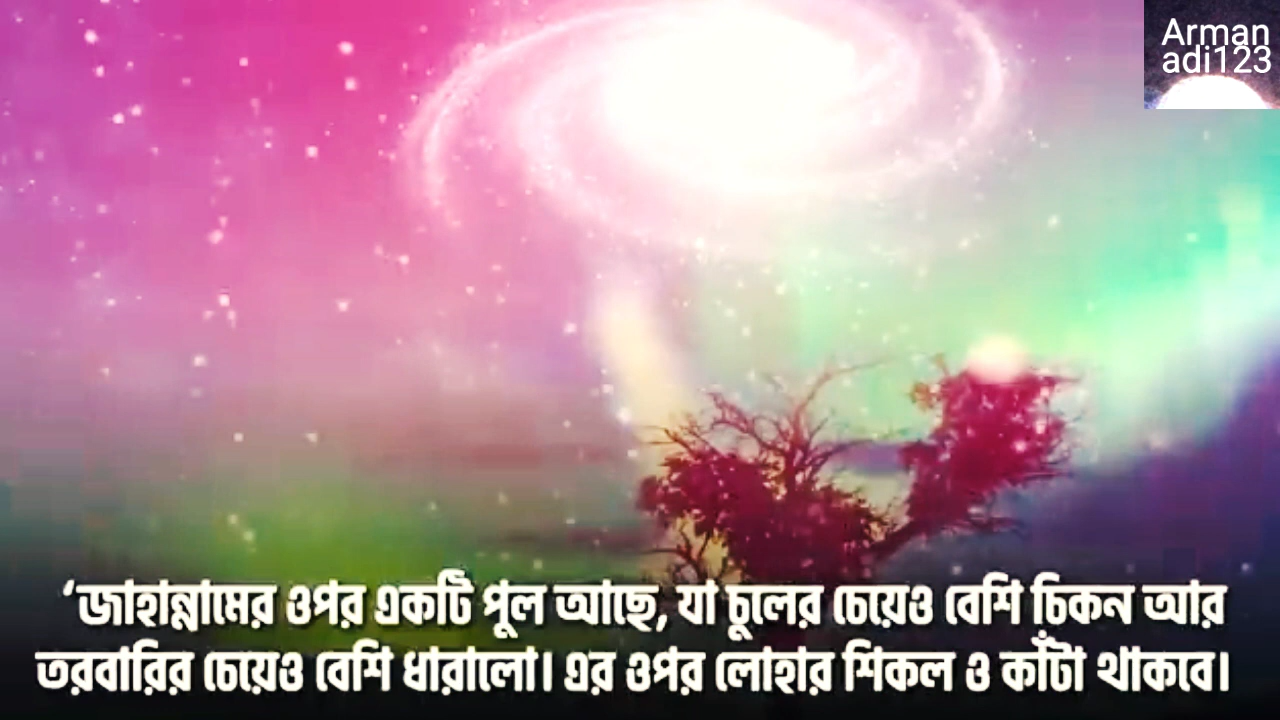 Arman
adi123
‘জাহান্নামের ওপর একটি পুল আছে, যা চুলের চেয়েও বেশি চিকন আর
তরবারির চেয়েও বেশি ধারালো। এর ওপর লোহার শিকল ও কাঁটা থাকবে।